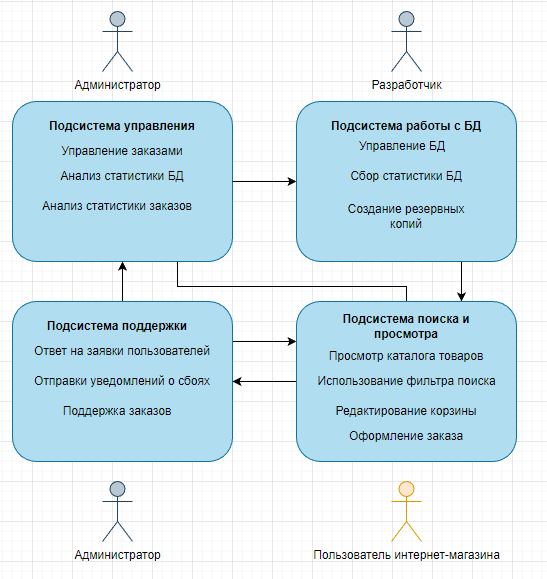 Администратор
Разработчик
Подсистема управления
Управление заказами
Анализ статистики БД
Анализ статистики заказов
Подсистема работы с БД
Управление БД
Сбор статистики БД
Создание резервных
копий
Подсистема поддержки
Ответ на заявки пользователей
Отправки уведомлений о сбоях
Поддержка заказов
Подсистема поиска и
просмотра
Просмотр каталога товаров
Использование фильтра поиска
Редактирование корзины
Оформление заказа
Администратор
Пользователь интернет-магазина